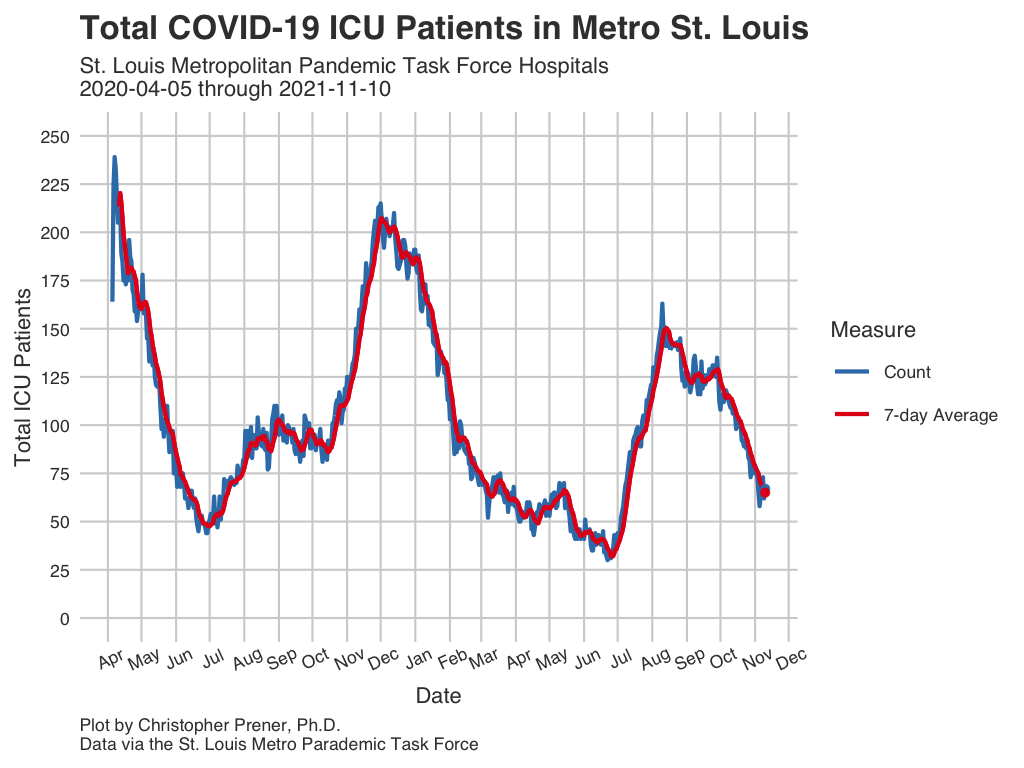 Total COVID-19 ICU Patients in Metro St. Louis
St. Louis Metropolitan Pandemic Task Force Hospitals
2020-04-05 through 2021-11-10
Total ICU Patients
250
225
200
175
150
125
100
75
50
25
0
Apr May Jun Jul Aug Sep Oct Nov Dec Jan Feb Mar Apr May Jun Jul Aug Sep Oct Nov Dec
Date
Measure
Count
7-day Average
Plot by Christopher Prener, Ph.D.
Data via the St. Louis Metro Parademic Task Force